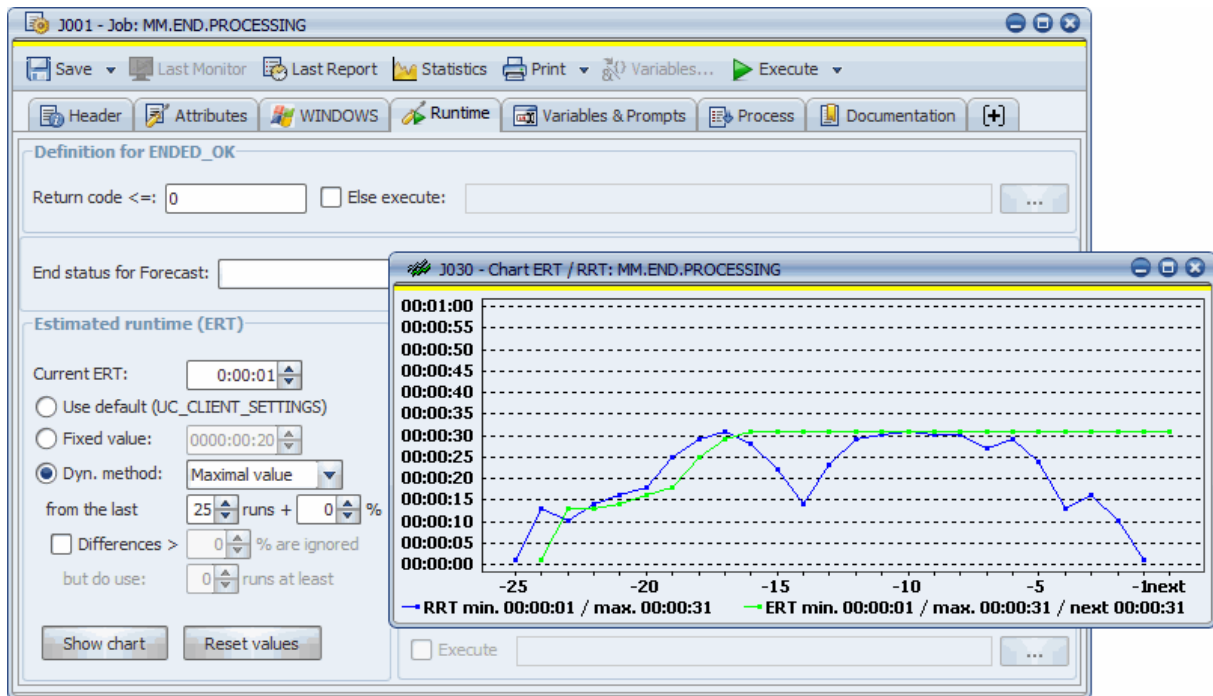 J001 - Job: MM.END.PROCESSING
Save Last Monitor Last Report Statistics Print Variables... Execute
Header Attributes WINDOWS Runtime Variables & Prompts Process Documentation [+]
Definition for ENDED_OK
Return code <=: 0 Else execute: ...
End status for Forecast:
Estimated runtime (ERT)
Current ERT: 0:00:01
Use default (UC_CLIENT_SETTINGS)
Fixed value: 0000:00:20
Dyn. method: Maximal value
from the last 25 runs + 0 %
Differences > 0 % are ignored
but do use: 0 runs at least
Show chart Reset values
J030 - Chart ERT / RRT: MM.END.PROCESSING
00:01:00
00:00:55
00:00:50
00:00:45
00:00:40
00:00:35
00:00:30
00:00:25
00:00:20
00:00:15
00:00:10
00:00:05
00:00:00
-25 -20 -15 -10 -5 -1next
RRT min. 00:00:01 / max. 00:00:31 ERT min. 00:00:01 / max. 00:00:31 / next 00:00:31
Execute ...